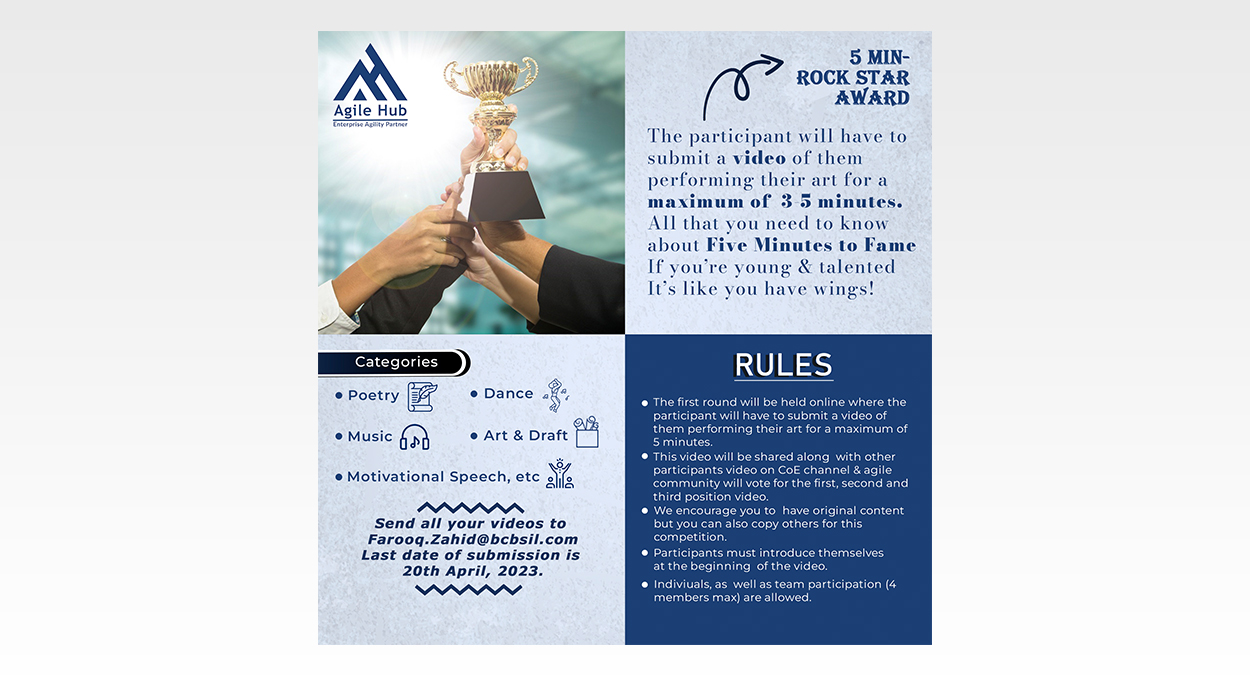 Agile Hub
Enterprise Agility Partner
5 MIN-
ROCK STAR
AWARD
The participant will have to
submit a video of them
performing their art for a
maximum of 3-5 minutes.
All that you need to know
about Five Minutes to Fame
If you’re young & talented
It’s like you have wings!
Categories
Poetry
Dance
Music
Art & Draft
Motivational Speech, etc
Send all your videos to
Farooq.Zahid@bcbsil.com
Last date of submission is
20th April, 2023.
RULES
The first round will be held online where the
participant will have to submit a video of
them performing their art for a maximum of
5 minutes.
This video will be shared along with other
participants video on CoE channel & agile
community will vote for the first, second and
third position video.
We encourage you to have original content
but you can also copy others for this
competition.
Participants must introduce themselves
at the beginning of the video.
Indiviuals, as well as team participation (4
members max) are allowed.